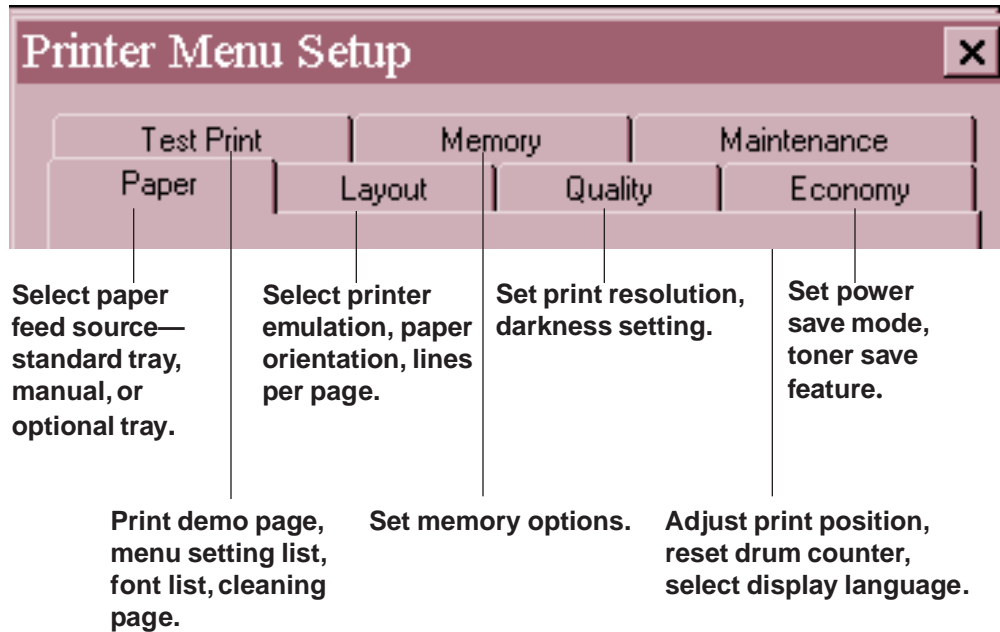 Printer Menu Setup
Test Print Memory Maintenance
Paper Layout Quality Economy
Select paper
feed source—
standard tray,
manual, or
optional tray.
Select printer
emulation, paper
orientation, lines
per page.
Set print resolution,
darkness setting.
Set power
save mode,
toner save
feature.
Print demo page,
menu setting list,
font list, cleaning
page.
Set memory options.
Adjust print position,
reset drum counter,
select display language.